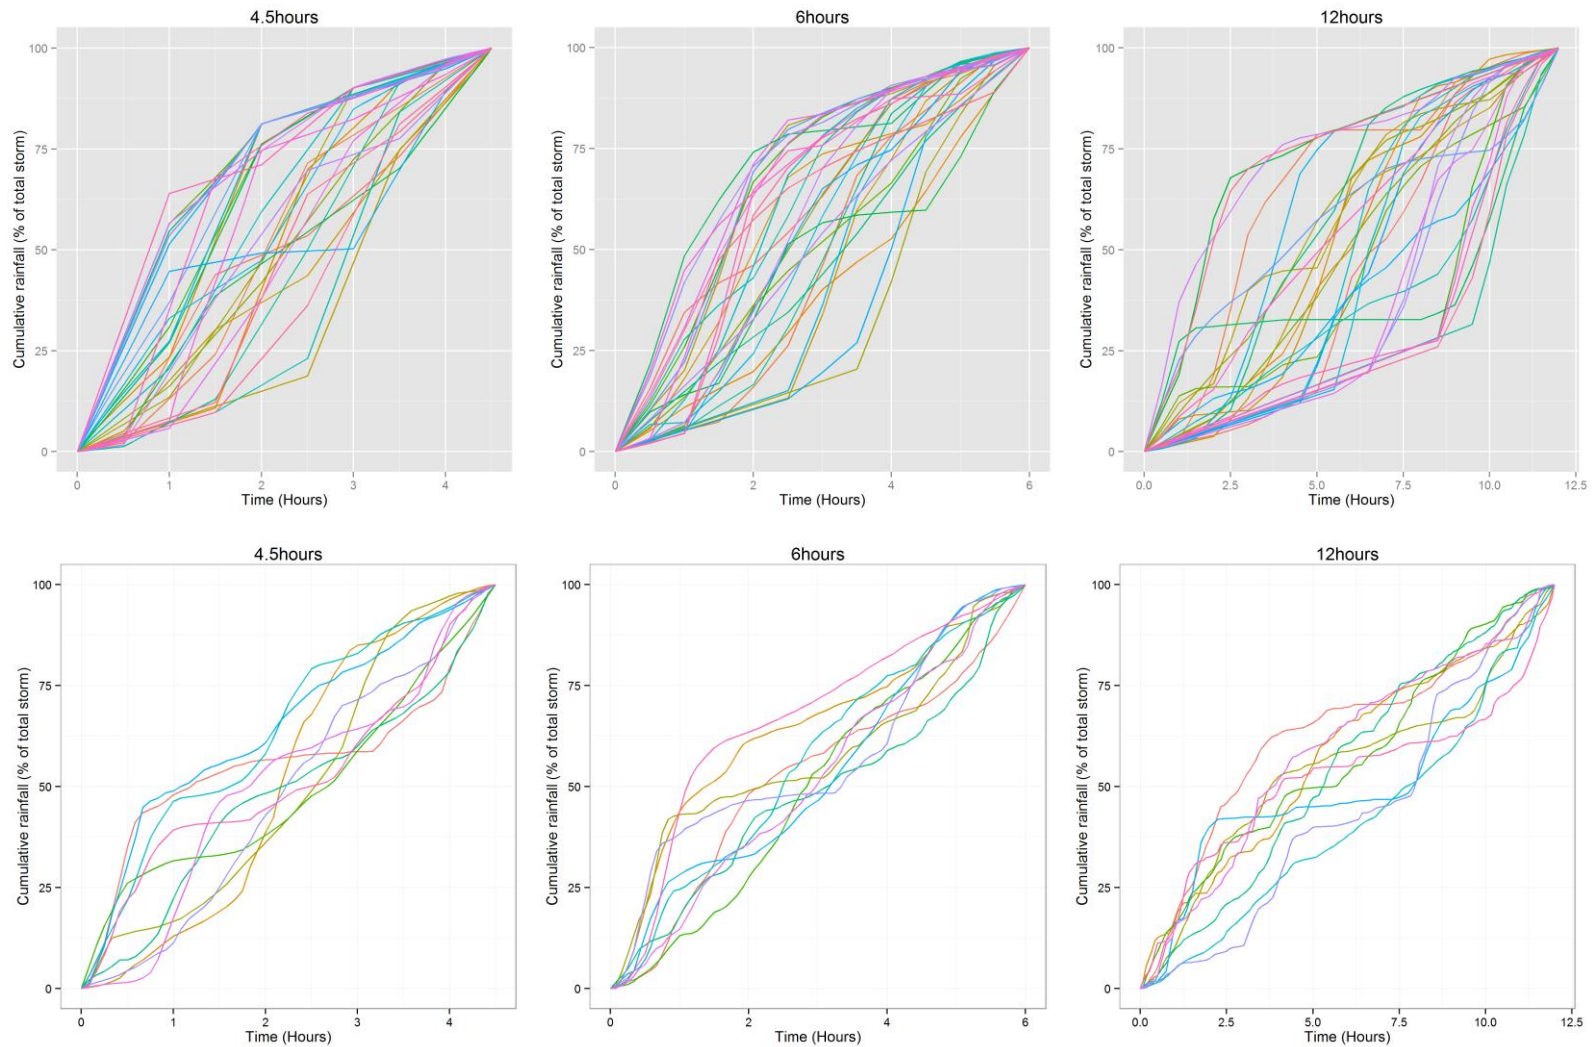 4.5hours
6hours
12hours
Cumulative rainfall (% of total storm)
100
75
50
25
0
0 1 2 3 4
Time (Hours)
Cumulative rainfall (% of total storm)
100
75
50
25
0
0 2 4 6
Time (Hours)
Cumulative rainfall (% of total storm)
100
75
50
25
0
0.0 2.5 5.0 7.5 10.0 12.5
Time (Hours)
4.5hours
6hours
12hours
Cumulative rainfall (% of total storm)
100
75
50
25
0
0 1 2 3 4
Time (Hours)
Cumulative rainfall (% of total storm)
100
75
50
25
0
0 2 4 6
Time (Hours)
Cumulative rainfall (% of total storm)
100
75
50
25
0
0.0 2.5 5.0 7.5 10.0 12.5
Time (Hours)